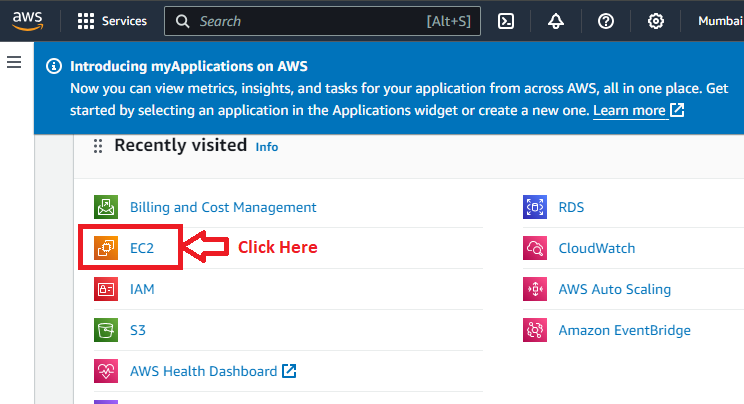 aws Services Search [Alt+S] Mumbai
Introducing myApplications on AWS
Now you can view metrics, insights, and tasks for your application from across AWS, all in one place. Get
started by selecting an application in the Applications widget or create a new one. Learn more
Recently visited Info
Billing and Cost Management
RDS
EC2 Click Here
CloudWatch
IAM
AWS Auto Scaling
S3
Amazon EventBridge
AWS Health Dashboard